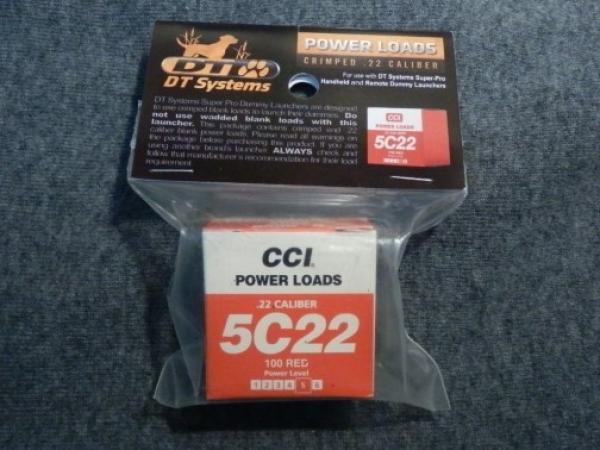 POWER LOADS
CRIMPED .22 CALIBER
For use with DT Systems Super-Pro
Handheld and Remote Dummy Launchers
DT
DT Systems
DT Systems Super Pro Dummy Launchers are designed
to use crimped blank loads to launch their dummies. Do
not use wadded blank loads with this
launcher. This package contains crimped end .22
caliber blank power loads. Please read all warnings on
the package before purchasing this product. If you are
using another brand's launcher, ALWAYS check and
follow that manufacturer's recommendation for their load
requirement.
CCI
POWER LOADS
5C22
CCI
POWER LOADS
.22 CALIBER
5C22
100 RED
Power Level
1 2 3 4 5 6